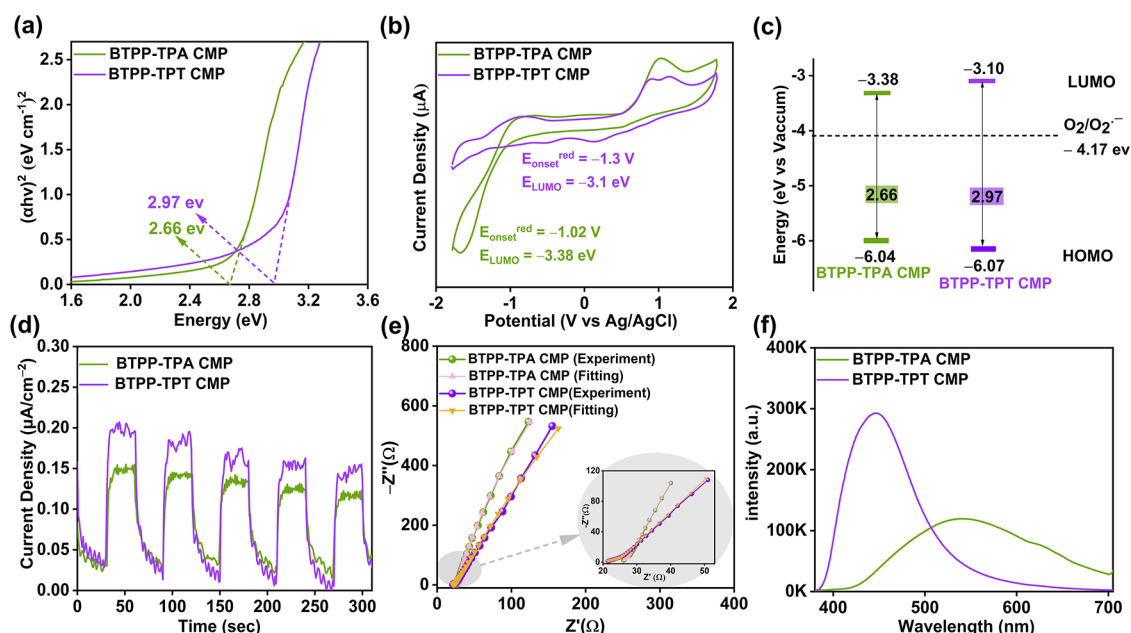 (a)
BTPP-TPA CMP
BTPP-TPT CMP
(αhν)² (eV cm⁻¹)²
2.5
2.0
1.5
1.0
0.5
0.0
2.97 ev
2.66 ev
1.6
2.0
2.4
2.8
3.2
3.6
Energy (eV)
(b)
BTPP-TPA CMP
BTPP-TPT CMP
Current Density (µA)
E_onset^red = −1.3 V
E_LUMO = −3.1 eV
E_onset^red = −1.02 V
E_LUMO = −3.38 eV
-2
-1
0
1
2
Potential (V vs Ag/AgCl)
(c)
Energy (eV vs Vaccum)
-3
-4
-5
-6
−3.38
−3.10
LUMO
O2/O2·−
− 4.17 ev
2.66
2.97
−6.04
−6.07
HOMO
BTPP-TPA CMP
BTPP-TPT CMP
(d)
BTPP-TPA CMP
BTPP-TPT CMP
Current Density (µA/cm⁻²)
0.30
0.25
0.20
0.15
0.10
0.05
0.00
0
50
100
150
200
250
300
Time (sec)
(e)
BTPP-TPA CMP (Experiment)
BTPP-TPA CMP (Fitting)
BTPP-TPT CMP(Experiment)
BTPP-TPT CMP(Fitting)
−Z''(Ω)
800
600
400
200
0
0
100
200
300
400
Z'(Ω)
-Z''(Ω)
120
80
40
0
20
30
40
50
Z' (Ω)
(f)
BTPP-TPA CMP
BTPP-TPT CMP
intensity (a.u.)
400K
300K
200K
100K
0K
400
500
600
700
Wavelength (nm)